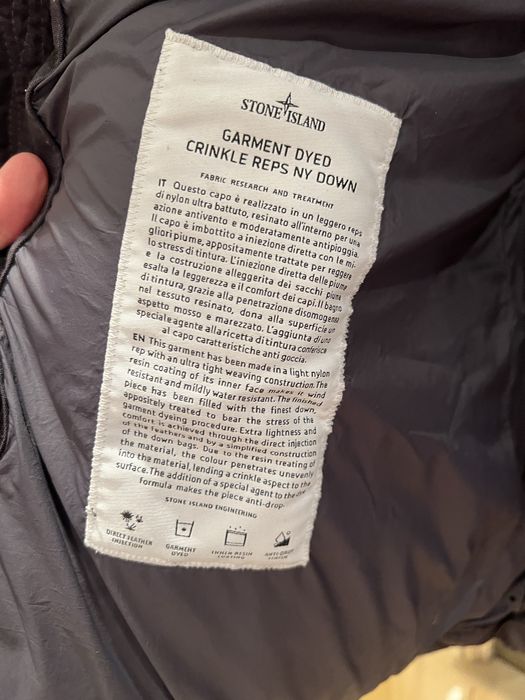 STONE ISLAND
GARMENT DYED
CRINKLE REPS NY DOWN
FABRIC RESEARCH AND TREATMENT
IT Questo capo è realizzato in un leggero reps
di nylon ultra battuto, resinato all'interno per una
azione antivento e moderatamente antipioggia.
Il capo è imbottito a iniezione diretta con le mi-
gliori piume, appositamente trattate per reggere
lo stress di tintura. L'iniezione diretta delle piume
e la costruzione alleggerita dei sacchi piuma
esalta la leggerezza e il comfort dei capi. Il bagno
di tintura, grazie alla penetrazione disomogenea
nel tessuto resinato, dona alla superficie un
aspetto mosso e marezzato. L'aggiunta di uno
speciale agente alla ricetta di tintura conferisce
al capo caratteristiche anti goccia.
EN This garment has been made in a light nylon
rep with an ultra tight weaving construction. The
resin coating of its inner face makes it wind
resistant and mildly water resistant. The finished
piece has been filled with the finest down,
appositely treated to bear the stress of the
garment dyeing procedure. Extra lightness and
comfort is achieved through the direct injection
of the feathers and by a simplified construction
of the down bags. Due to the resin treating of
the material, the colour penetrates unevenly
into the material, lending a crinkle aspect to the
surface. The addition of a special agent to the dye
formula makes the piece anti-drop.
STONE ISLAND ENGINEERING
DIRECT FEATHER GARMENT INNER RESIN ANTI-DROP
INJECTION DYED COATING FINISH